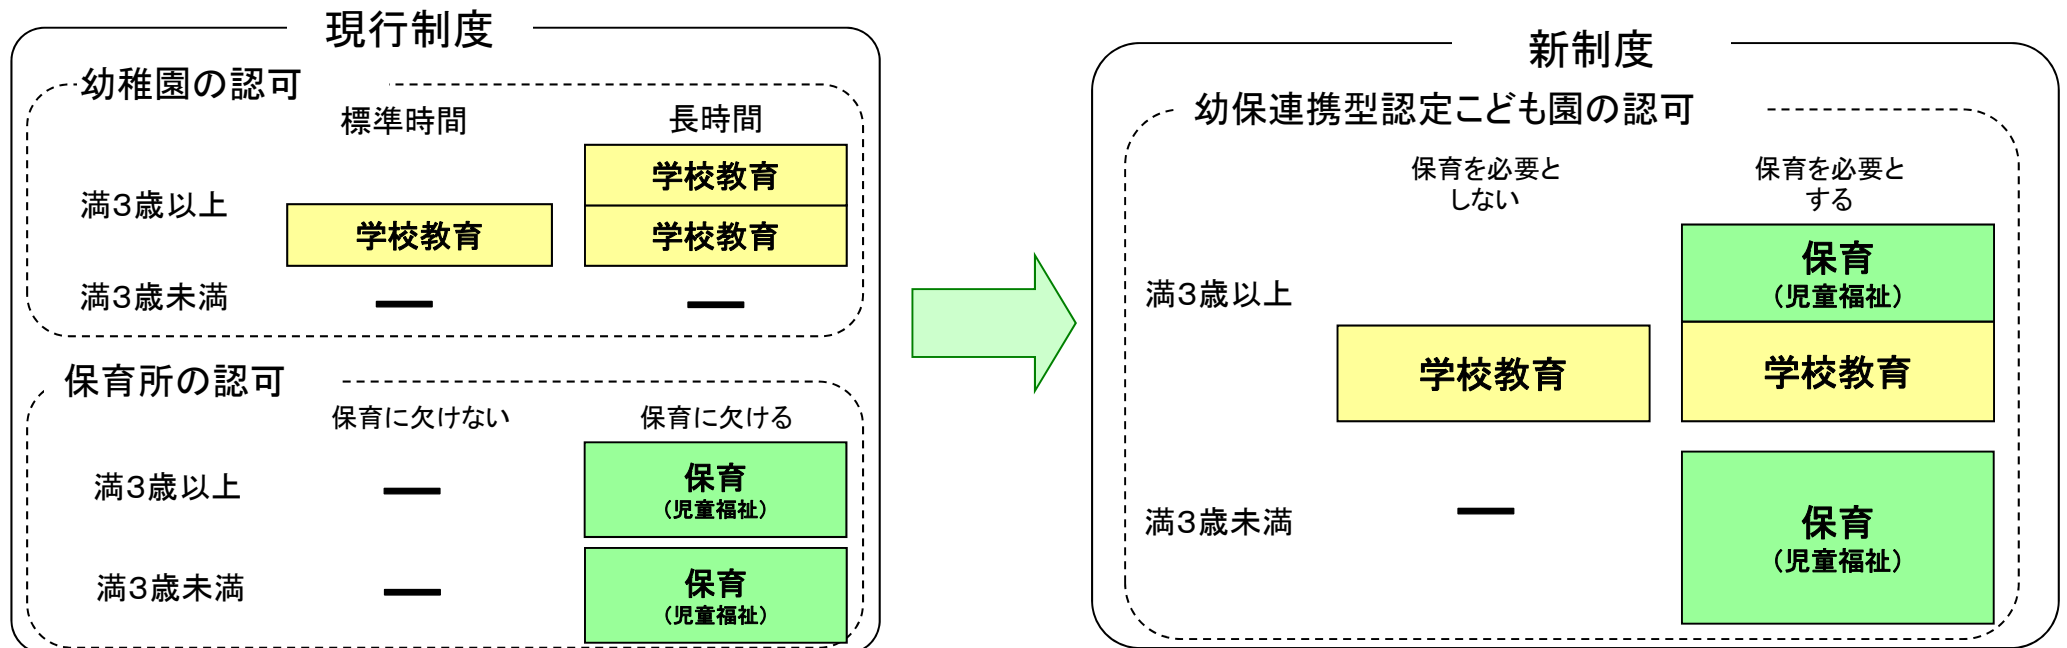 現行制度
幼稚園の認可
標準時間
長時間
学校教育
満3歳以上
学校教育
学校教育
満3歳未満
―
―
保育所の認可
保育に欠けない
保育に欠ける
満3歳以上
―
保育
（児童福祉）
満3歳未満
―
保育
（児童福祉）
新制度
幼保連携型認定こども園の認可
保育を必要と
しない
保育を必要と
する
満3歳以上
保育
（児童福祉）
学校教育
学校教育
満3歳未満
―
保育
（児童福祉）